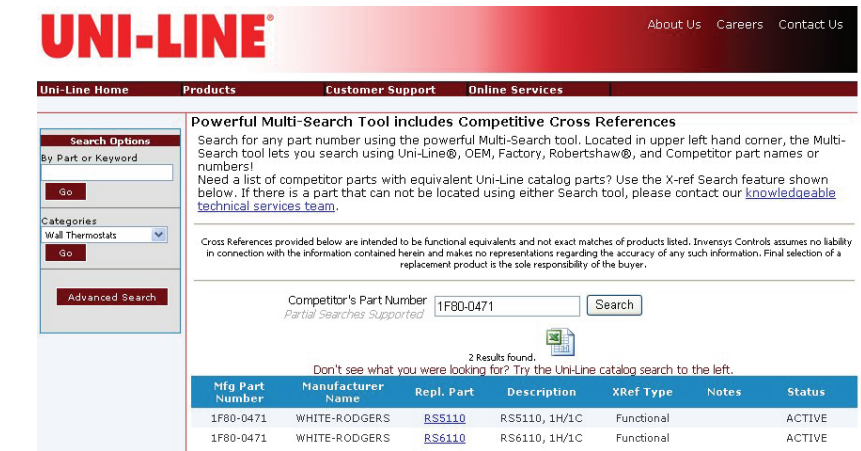 UNI-LINE®
About Us Careers Contact Us
Uni-Line Home Products Customer Support Online Services
Search Options
By Part or Keyword
Go
Categories
Wall Thermostats
Go
Advanced Search
Powerful Multi-Search Tool includes Competitive Cross References
Search for any part number using the powerful Multi-Search tool. Located in upper left hand corner, the Multi-
Search tool lets you search using Uni-Line®, OEM, Factory, Robertshaw®, and Competitor part names or
numbers!
Need a list of competitor parts with equivalent Uni-Line catalog parts? Use the X-ref Search feature shown
below. If there is a part that can not be located using either Search tool, please contact our knowledgeable
technical services team.
Cross References provided below are intended to be functional equivalents and not exact matches of products listed. Invensys Controls assumes no liability
in connection with the information contained herein and makes no representations regarding the accuracy of any such information. Final selection of a
replacement product is the sole responsibility of the buyer.
Competitor's Part Number 1F80-0471 Search
Partial Searches Supported
2 Results found.
Don't see what you were looking for? Try the Uni-Line catalog search to the left.
Mfg Part Number Manufacturer Name Repl. Part Description XRef Type Notes Status
1F80-0471 WHITE-RODGERS RS5110 RS5110, 1H/1C Functional ACTIVE
1F80-0471 WHITE-RODGERS RS6110 RS6110, 1H/1C Functional ACTIVE